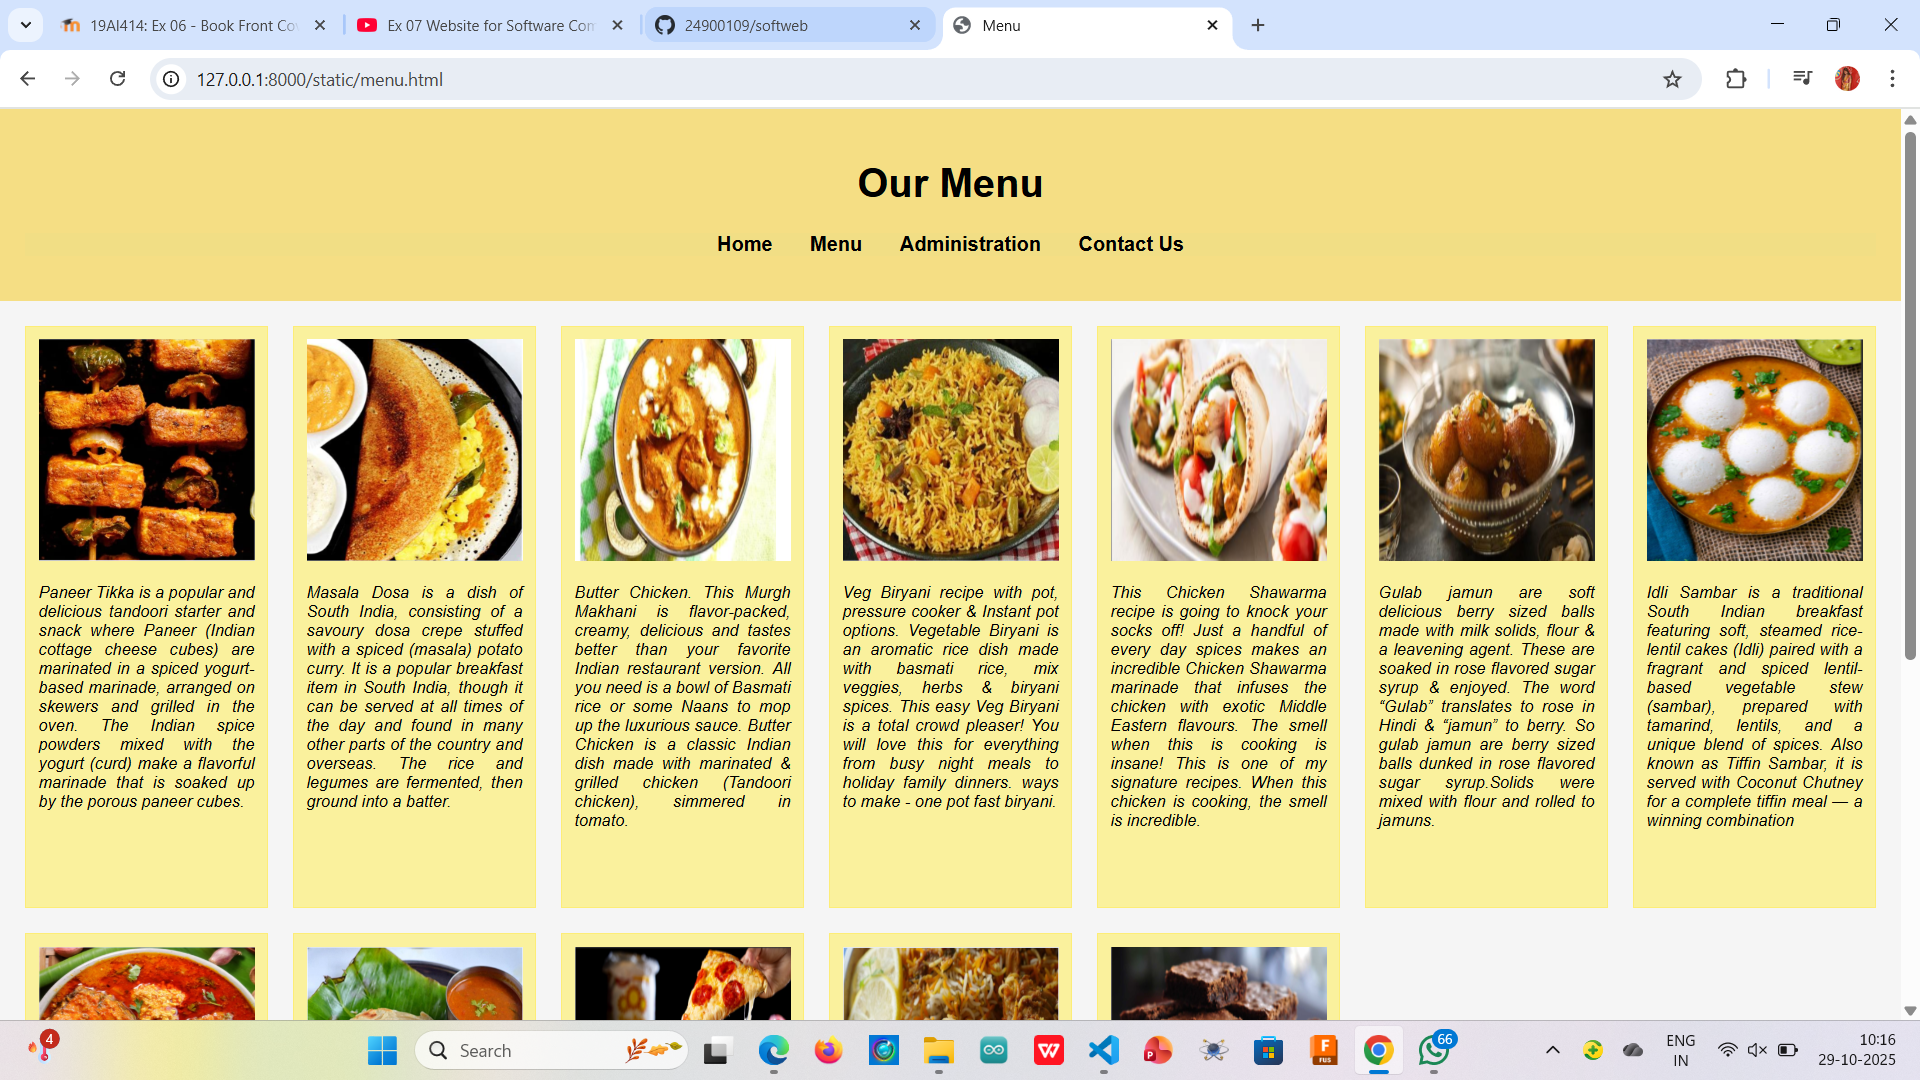 19AI414: Ex 06 - Book Front Co
Ex 07 Website for Software Com
24900109/softweb
Menu
127.0.0.1:8000/static/menu.html
Our Menu
Home Menu Administration Contact Us
Paneer Tikka is a popular and
delicious tandoori starter and
snack where Paneer (Indian
cottage cheese cubes) are
marinated in a spiced yogurt-
based marinade, arranged on
skewers and grilled in the
oven. The Indian spice
powders mixed with the
yogurt (curd) make a flavorful
marinade that is soaked up
by the porous paneer cubes.
Masala Dosa is a dish of
South India, consisting of a
savoury dosa crepe stuffed
with a spiced (masala) potato
curry. It is a popular breakfast
item in South India, though it
can be served at all times of
the day and found in many
other parts of the country and
overseas. The rice and
legumes are fermented, then
ground into a batter.
Butter Chicken. This Murgh
Makhani is flavor-packed,
creamy, delicious and tastes
better than your favorite
Indian restaurant version. All
you need is a bowl of Basmati
rice or some Naans to mop
up the luxurious sauce. Butter
Chicken is a classic Indian
dish made with marinated &
grilled chicken (Tandoori
chicken), simmered in
tomato.
Veg Biryani recipe with pot,
pressure cooker & Instant pot
options. Vegetable Biryani is
an aromatic rice dish made
with basmati rice, mix
veggies, herbs & biryani
spices. This easy Veg Biryani
is a total crowd pleaser! You
will love this for everything
from busy night meals to
holiday family dinners. ways
to make - one pot fast biryani.
This Chicken Shawarma
recipe is going to knock your
socks off! Just a handful of
every day spices makes an
incredible Chicken Shawarma
marinade that infuses the
chicken with exotic Middle
Eastern flavours. The smell
when this is cooking is
insane! This is one of my
signature recipes. When this
chicken is cooking, the smell
is incredible.
Gulab jamun are soft
delicious berry sized balls
made with milk solids, flour &
a leavening agent. These are
soaked in rose flavored sugar
syrup & enjoyed. The word
“Gulab” translates to rose in
Hindi & “jamun” to berry. So
gulab jamun are berry sized
balls dunked in rose flavored
sugar syrup.Solids were
mixed with flour and rolled to
jamuns.
Idli Sambar is a traditional
South Indian breakfast
featuring soft, steamed rice-
lentil cakes (Idli) paired with a
fragrant and spiced lentil-
based vegetable stew
(sambar), prepared with
tamarind, lentils, and a
unique blend of spices. Also
known as Tiffin Sambar, it is
served with Coconut Chutney
for a complete tiffin meal — a
winning combination
4
Search
66
ENG
IN
10:16
29-10-2025